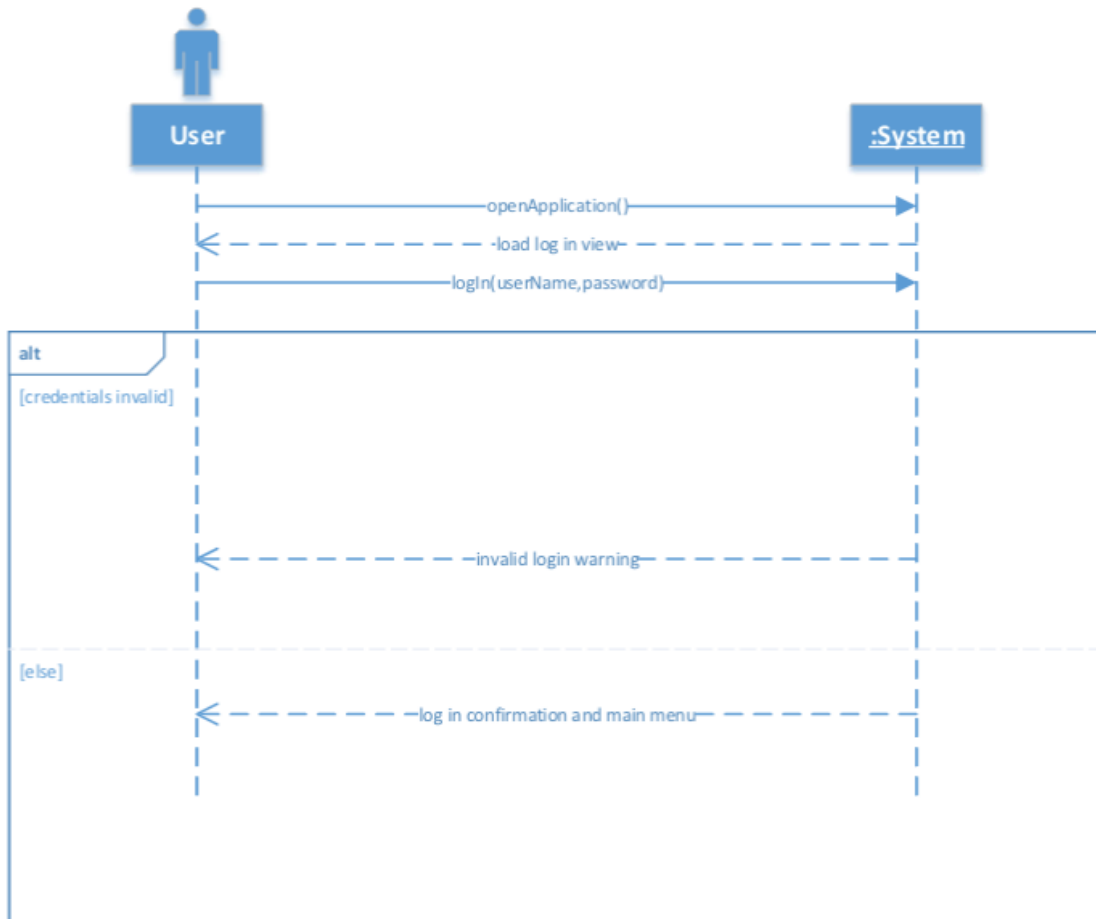 User
:System
openApplication()
load log in view
logIn(userName,password)
alt
[credentials invalid]
invalid login warning
[else]
log in confirmation and main menu